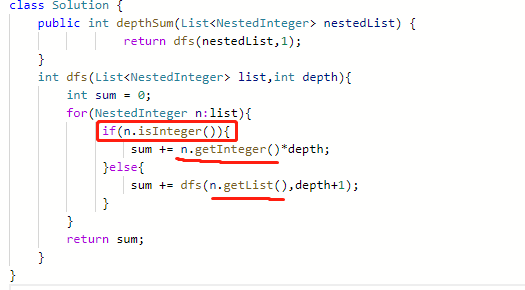 class Solution {
    public int depthSum(List<NestedInteger> nestedList) {
            return dfs(nestedList,1);
    }
    int dfs(List<NestedInteger> list,int depth){
        int sum = 0;
        for(NestedInteger n:list){
            if(n.isInteger()){
                sum += n.getInteger()*depth;
            }else{
                sum += dfs(n.getList(),depth+1);
            }
        }
        return sum;
    }
}